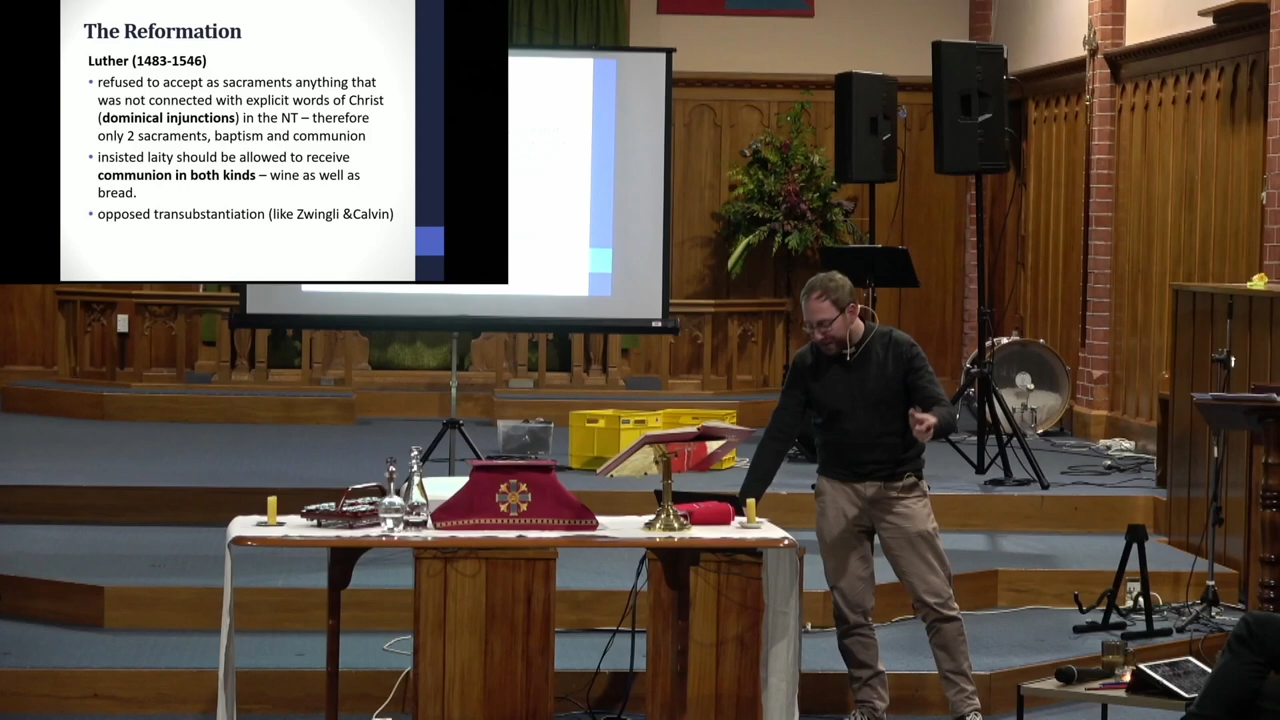 The Reformation
Luther (1483-1546)
• refused to accept as sacraments anything that
was not connected with explicit words of Christ
(dominical injunctions) in the NT – therefore
only 2 sacraments, baptism and communion
• insisted laity should be allowed to receive
communion in both kinds – wine as well as
bread.
• opposed transubstantiation (like Zwingli &Calvin)